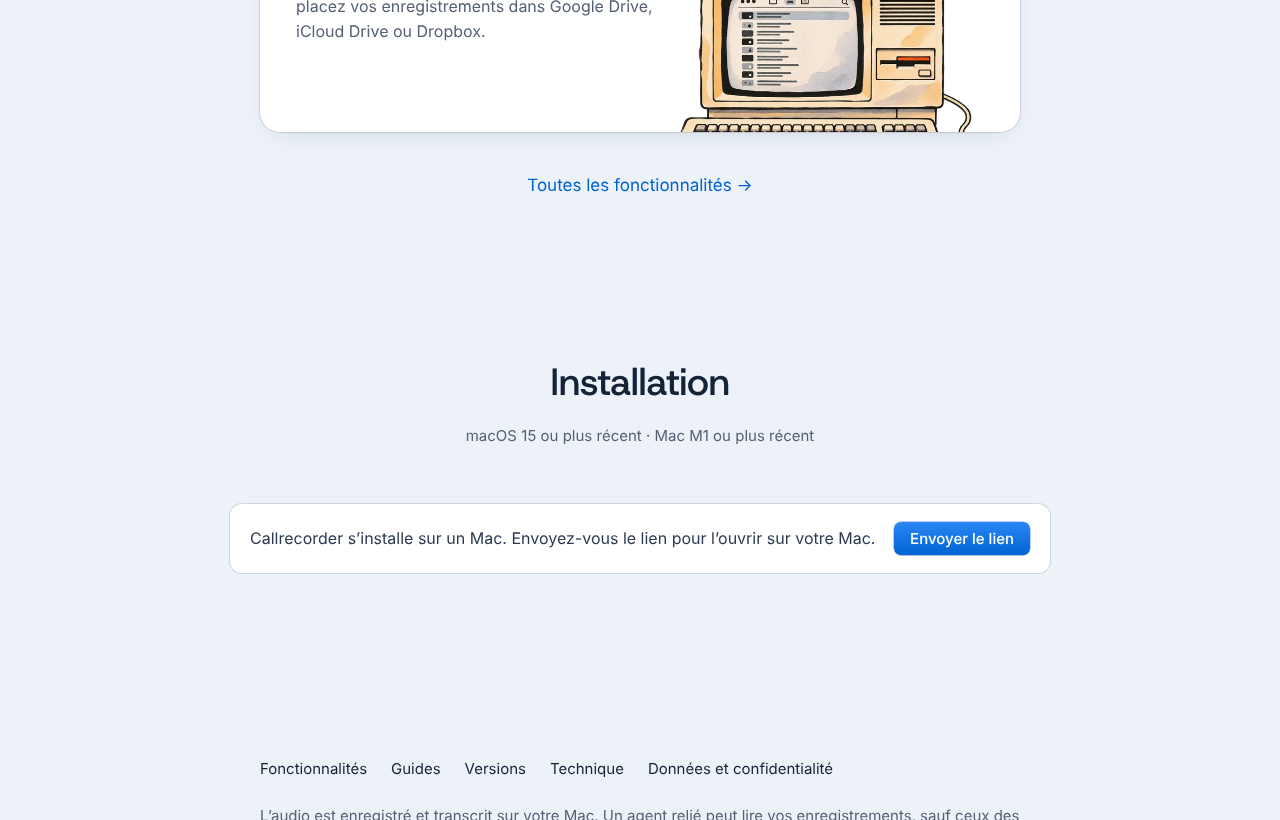 placez vos enregistrements dans Google Drive,
iCloud Drive ou Dropbox.
Toutes les fonctionnalités →
Installation
macOS 15 ou plus récent · Mac M1 ou plus récent
Callrecorder s’installe sur un Mac. Envoyez-vous le lien pour l’ouvrir sur votre Mac.
Envoyer le lien
Fonctionnalités Guides Versions Technique Données et confidentialité
L’audio est enregistré et transcrit sur votre Mac. Un agent relié peut lire vos enregistrements, sauf ceux des